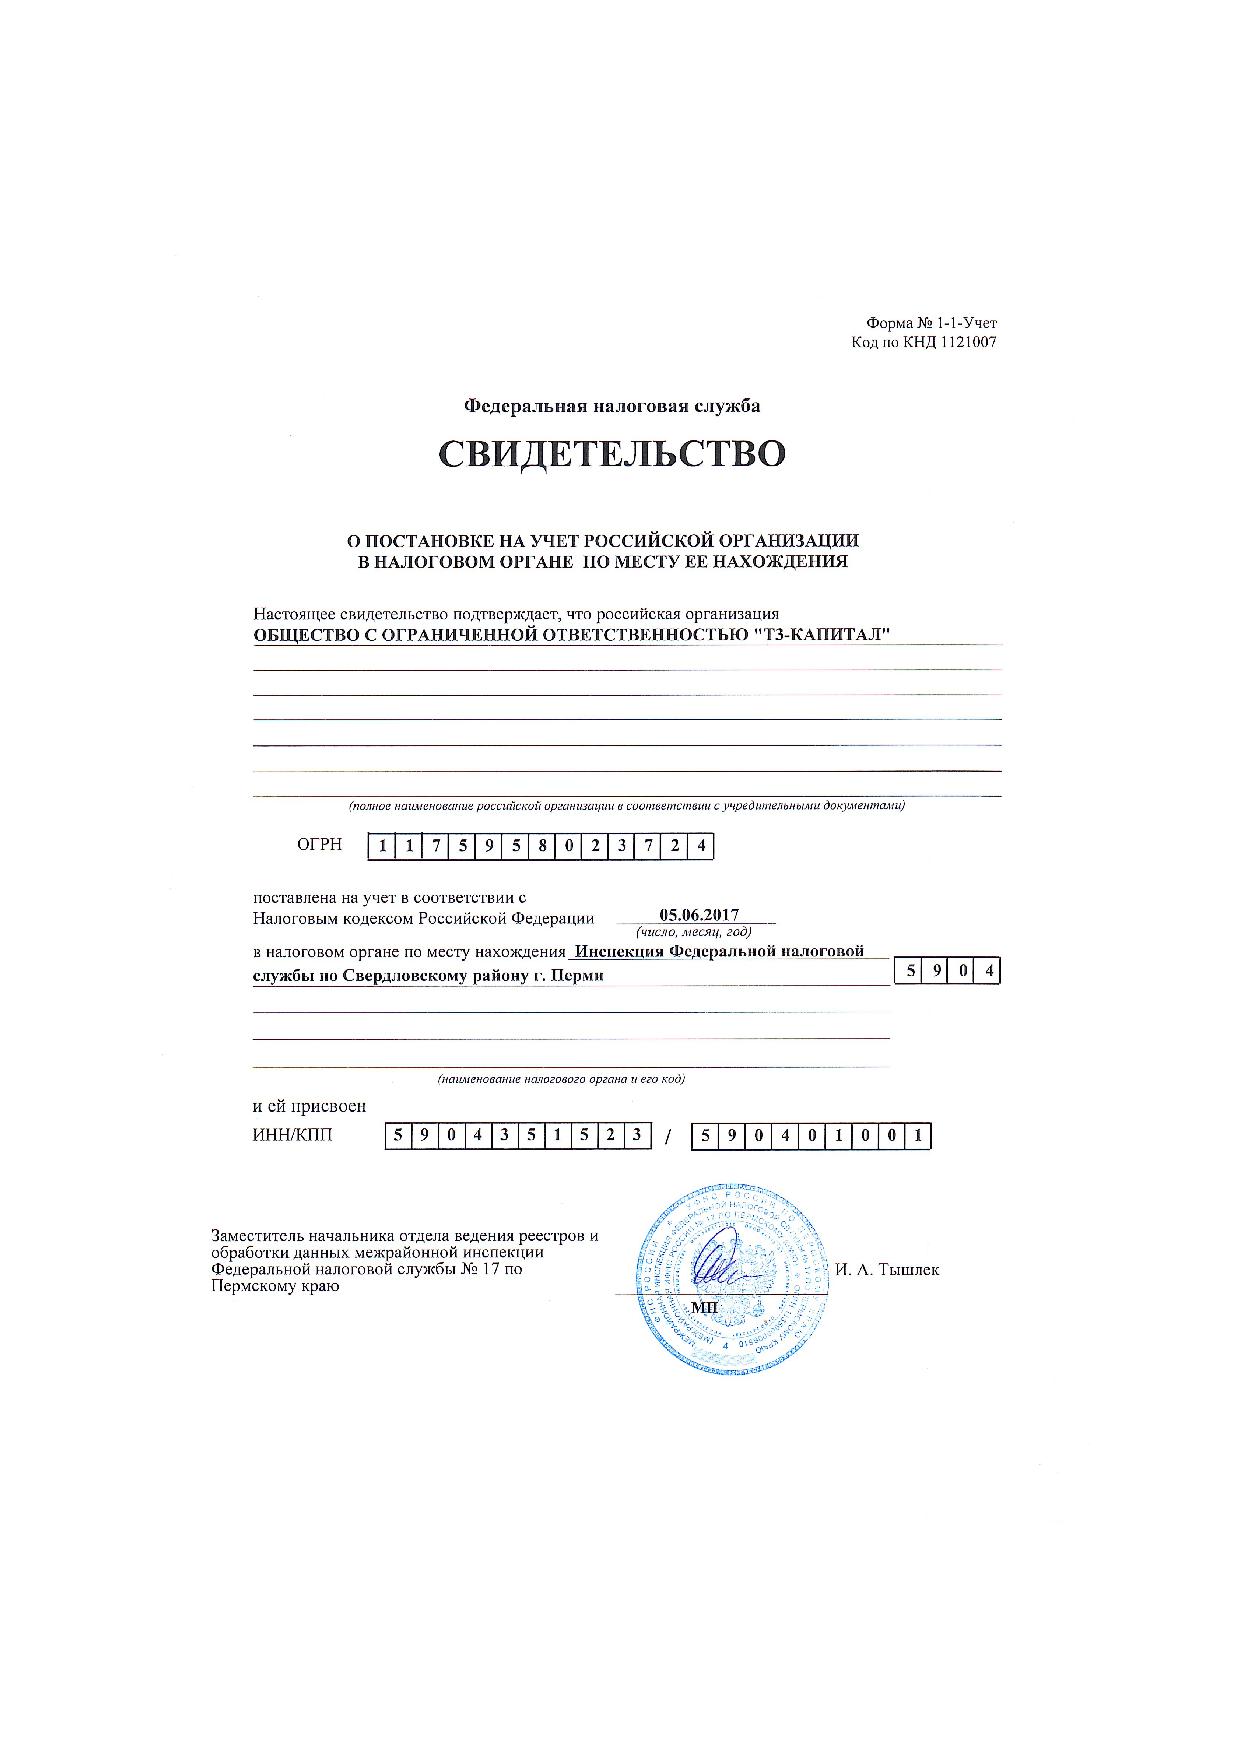 Форма № 1-1-Учет
Код по КНД 1121007
Федеральная налоговая служба
СВИДЕТЕЛЬСТВО
О ПОСТАНОВКЕ НА УЧЕТ РОССИЙСКОЙ ОРГАНИЗАЦИИ
В НАЛОГОВОМ ОРГАНЕ ПО МЕСТУ ЕЕ НАХОЖДЕНИЯ
Настоящее свидетельство подтверждает, что российская организация
ОБЩЕСТВО С ОГРАНИЧЕННОЙ ОТВЕТСТВЕННОСТЬЮ "ТЗ-КАПИТАЛ"
(полное наименование российской организации в соответствии с учредительными документами)
ОГРН 1 1 7 5 9 5 8 0 2 3 7 2 4
поставлена на учет в соответствии с
Налоговым кодексом Российской Федерации 05.06.2017
(число, месяц, год)
в налоговом органе по месту нахождения Инспекция Федеральной налоговой
службы по Свердловскому району г. Перми 5 9 0 4
(наименование налогового органа и его код)
и ей присвоен
ИНН/КПП 5 9 0 4 3 5 1 5 2 3 / 5 9 0 4 0 1 0 0 1
Заместитель начальника отдела ведения реестров и
обработки данных межрайонной инспекции
Федеральной налоговой службы № 17 по
Пермскому краю
И. А. Тышлек
МП